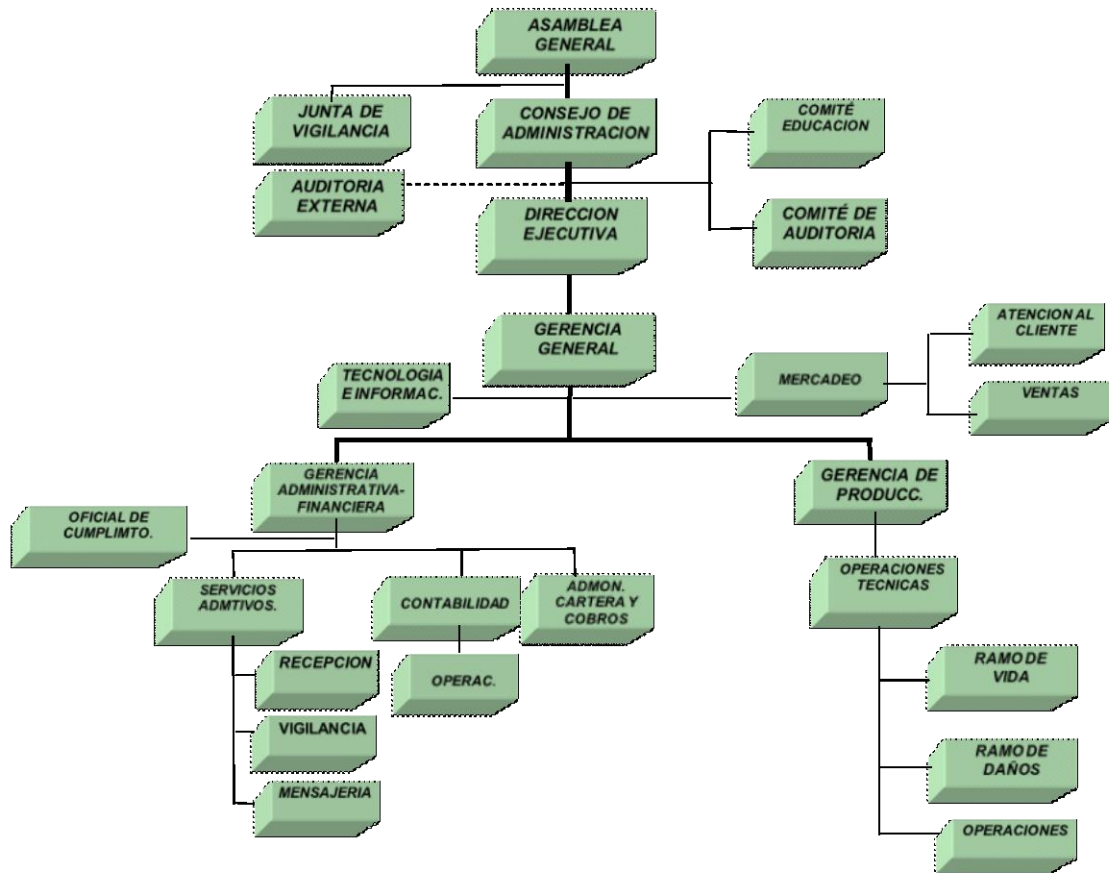 ASAMBLEA
GENERAL
JUNTA DE
VIGILANCIA
CONSEJO DE
ADMINISTRACION
COMITÉ
EDUCACION
AUDITORIA
EXTERNA
DIRECCION
EJECUTIVA
COMITÉ DE
AUDITORIA
GERENCIA
GENERAL
ATENCION AL
CLIENTE
TECNOLOGIA
E INFORMAC.
MERCADEO
VENTAS
GERENCIA
ADMINISTRATIVA-
FINANCIERA
GERENCIA DE
PRODUCC.
OFICIAL DE
CUMPLIMTO.
SERVICIOS
ADMTIVOS.
CONTABILIDAD
ADMON.
CARTERA Y
COBROS
OPERACIONES
TECNICAS
RECEPCION
OPERAC.
RAMO DE
VIDA
VIGILANCIA
RAMO DE
DAÑOS
MENSAJERIA
OPERACIONES